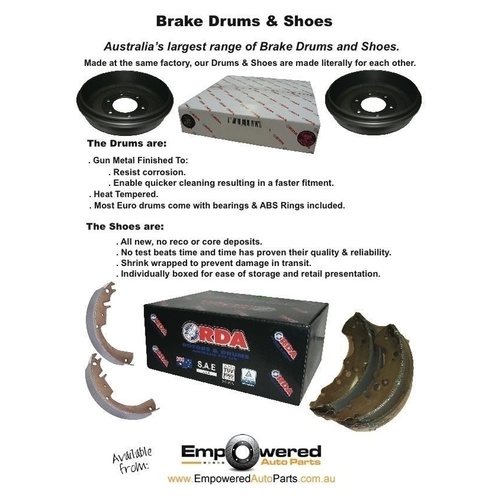 Brake Drums & Shoes
Australia's largest range of Brake Drums and Shoes.
Made at the same factory, our Drums & Shoes are made literally for each other.
The Drums are:
. Gun Metal Finished To:
. Resist corrosion.
. Enable quicker cleaning resulting in a faster fitment.
. Heat Tempered.
. Most Euro drums come with bearings & ABS Rings included.
The Shoes are:
. All new, no reco or core deposits.
. No test beats time and time has proven their quality & reliability.
. Shrink wrapped to prevent damage in transit.
. Individually boxed for ease of storage and retail presentation.
RDA
ROTORS & DRUMS
S.A.E
TUV
RDA
Available
from:
Empowered
Auto Parts
www.EmpoweredAutoParts.com.au